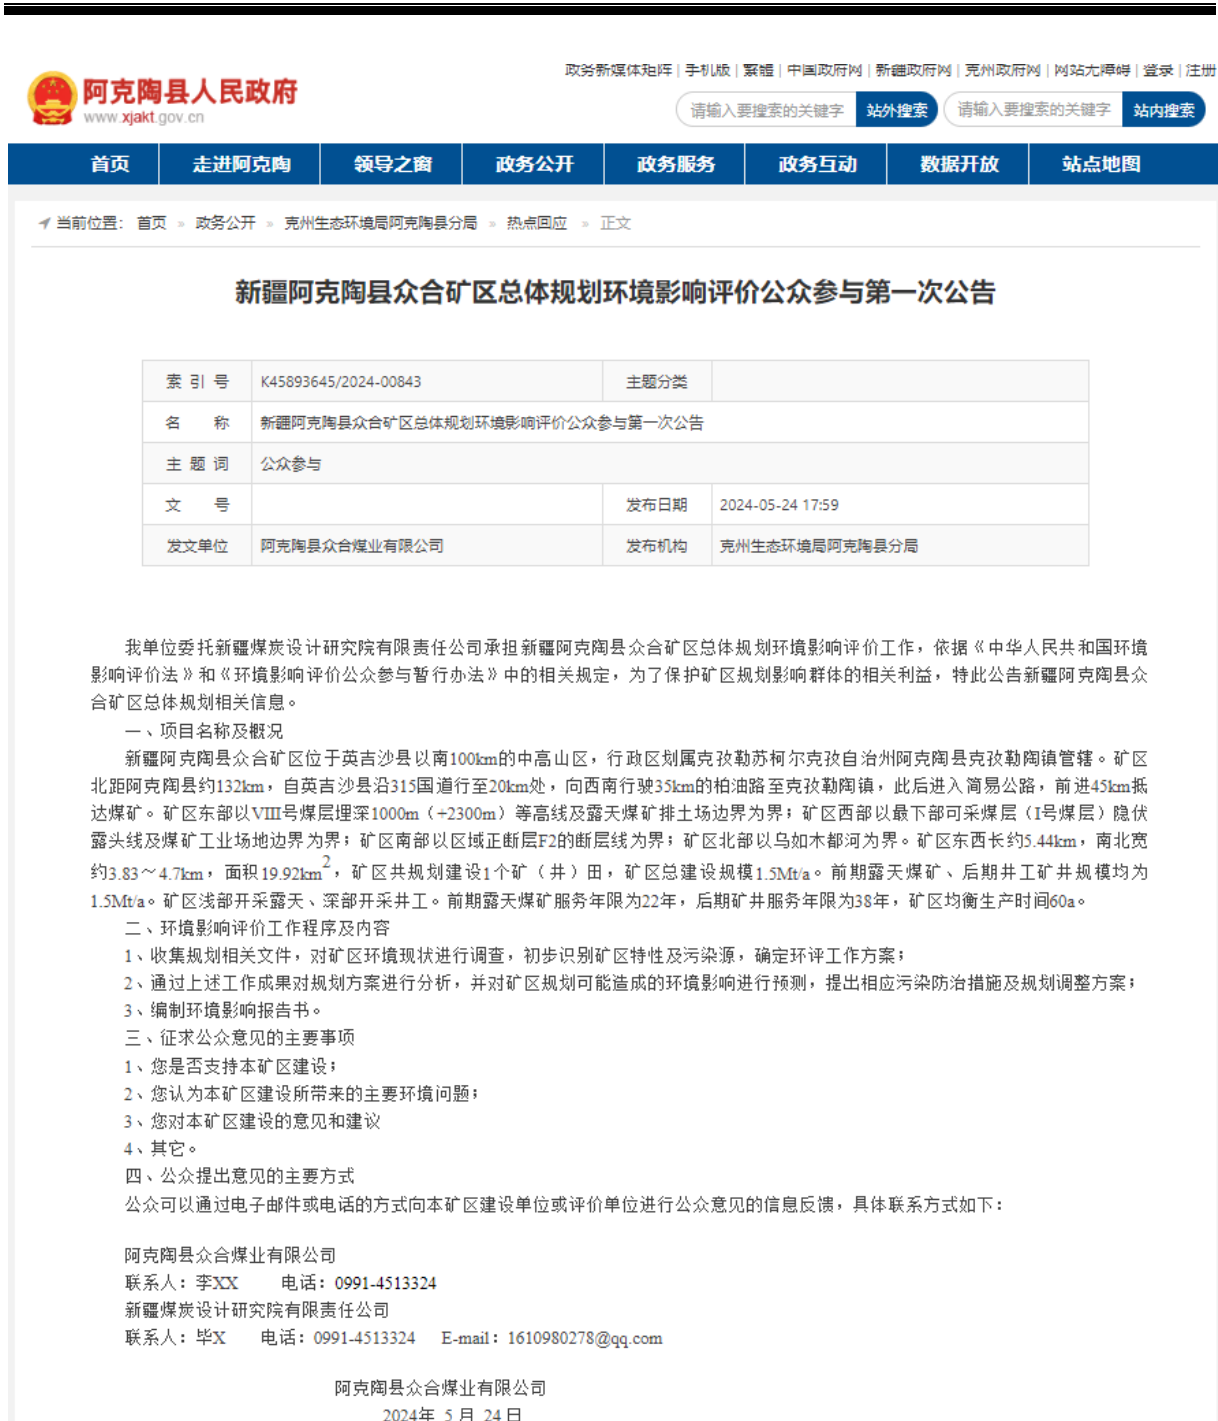 政务新媒体矩阵 | 手机版 | 繁體 | 中国政府网 | 新疆政府网 | 克州政府网 | 网站无障碍 | 登录 | 注册
阿克陶县人民政府
www.xjakt.gov.cn
请输入要搜索的关键字 站外搜索 请输入要搜索的关键字 站内搜索
首页 走进阿克陶 领导之窗 政务公开 政务服务 政务互动 数据开放 站点地图
当前位置： 首页 » 政务公开 » 克州生态环境局阿克陶县分局 » 热点回应 » 正文
新疆阿克陶县众合矿区总体规划环境影响评价公众参与第一次公告
索 引 号 K45893645/2024-00843 主题分类
名 称 新疆阿克陶县众合矿区总体规划环境影响评价公众参与第一次公告
主 题 词 公众参与
文 号 发布日期 2024-05-24 17:59
发文单位 阿克陶县众合煤业有限公司 发布机构 克州生态环境局阿克陶县分局
我单位委托新疆煤炭设计研究院有限责任公司承担新疆阿克陶县众合矿区总体规划环境影响评价工作，依据《中华人民共和国环境
影响评价法》和《环境影响评价公众参与暂行办法》中的相关规定，为了保护矿区规划影响群体的相关利益，特此公告新疆阿克陶县众
合矿区总体规划相关信息。
一、项目名称及概况
新疆阿克陶县众合矿区位于英吉沙县以南100km的中高山区，行政区划属克孜勒苏柯尔克孜自治州阿克陶县克孜勒陶镇管辖。矿区
北距阿克陶县约132km，自英吉沙县沿315国道行至20km处，向西南行驶35km的柏油路至克孜勒陶镇，此后进入简易公路，前进45km抵
达煤矿。矿区东部以VIII号煤层埋深1000m（+2300m）等高线及露天煤矿排土场边界为界；矿区西部以最下部可采煤层（I号煤层）隐伏
露头线及煤矿工业场地边界为界；矿区南部以区域正断层F2的断层线为界；矿区北部以乌如木都河为界。矿区东西长约5.44km，南北宽
约3.83～4.7km，面积19.92km²，矿区共规划建设1个矿（井）田，矿区总建设规模1.5Mt/a。前期露天煤矿、后期井工矿井规模均为
1.5Mt/a。矿区浅部开采露天、深部开采井工。前期露天煤矿服务年限为22年，后期矿井服务年限为38年，矿区均衡生产时间60a。
二、环境影响评价工作程序及内容
1、收集规划相关文件，对矿区环境现状进行调查，初步识别矿区特性及污染源，确定环评工作方案；
2、通过上述工作成果对规划方案进行分析，并对矿区规划可能造成的环境影响进行预测，提出相应污染防治措施及规划调整方案；
3、编制环境影响报告书。
三、征求公众意见的主要事项
1、您是否支持本矿区建设；
2、您认为本矿区建设所带来的主要环境问题；
3、您对本矿区建设的意见和建议
4、其它。
四、公众提出意见的主要方式
公众可以通过电子邮件或电话的方式向本矿区建设单位或评价单位进行公众意见的信息反馈，具体联系方式如下：
阿克陶县众合煤业有限公司
联系人：李XX 电话：0991-4513324
新疆煤炭设计研究院有限责任公司
联系人：毕X 电话：0991-4513324 E-mail：1610980278@qq.com
阿克陶县众合煤业有限公司
2024年 5 月 24 日